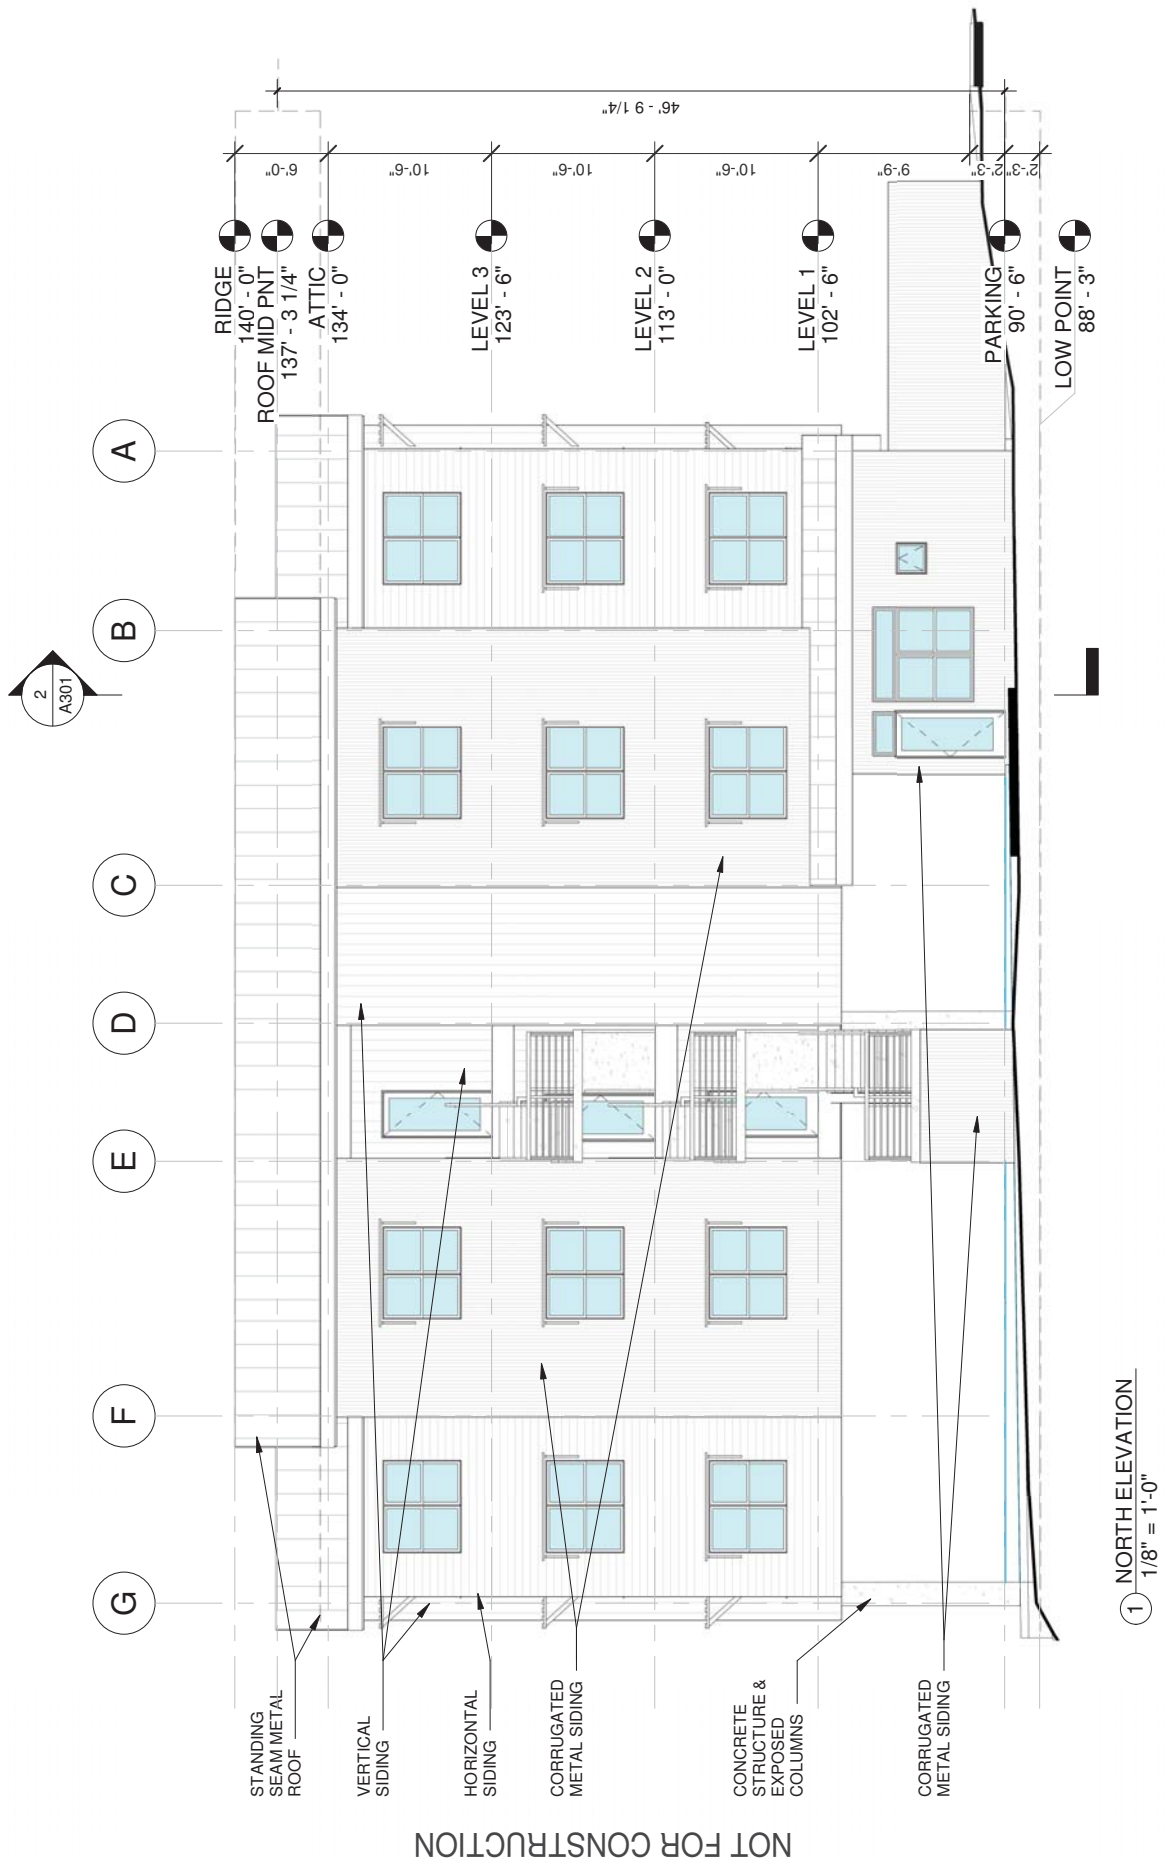 NOT FOR CONSTRUCTION
STANDING
SEAM METAL
ROOF
VERTICAL
SIDING
HORIZONTAL
SIDING
CORRUGATED
METAL SIDING
CONCRETE
STRUCTURE &
EXPOSED
COLUMNS
CORRUGATED
METAL SIDING
G
F
E
D
C
B
A
2
A301
RIDGE
140' - 0"
ROOF MID PNT
137' - 3 1/4"
ATTIC
134' - 0"
LEVEL 3
123' - 6"
LEVEL 2
113' - 0"
LEVEL 1
102' - 6"
PARKING
90' - 6"
LOW POINT
88' - 3"
6'-0"
10'-6"
10'-6"
10'-6"
9'-9"
2'-3"
2'-3"
46' - 9 1/4"
1
NORTH ELEVATION
1/8" = 1'-0"